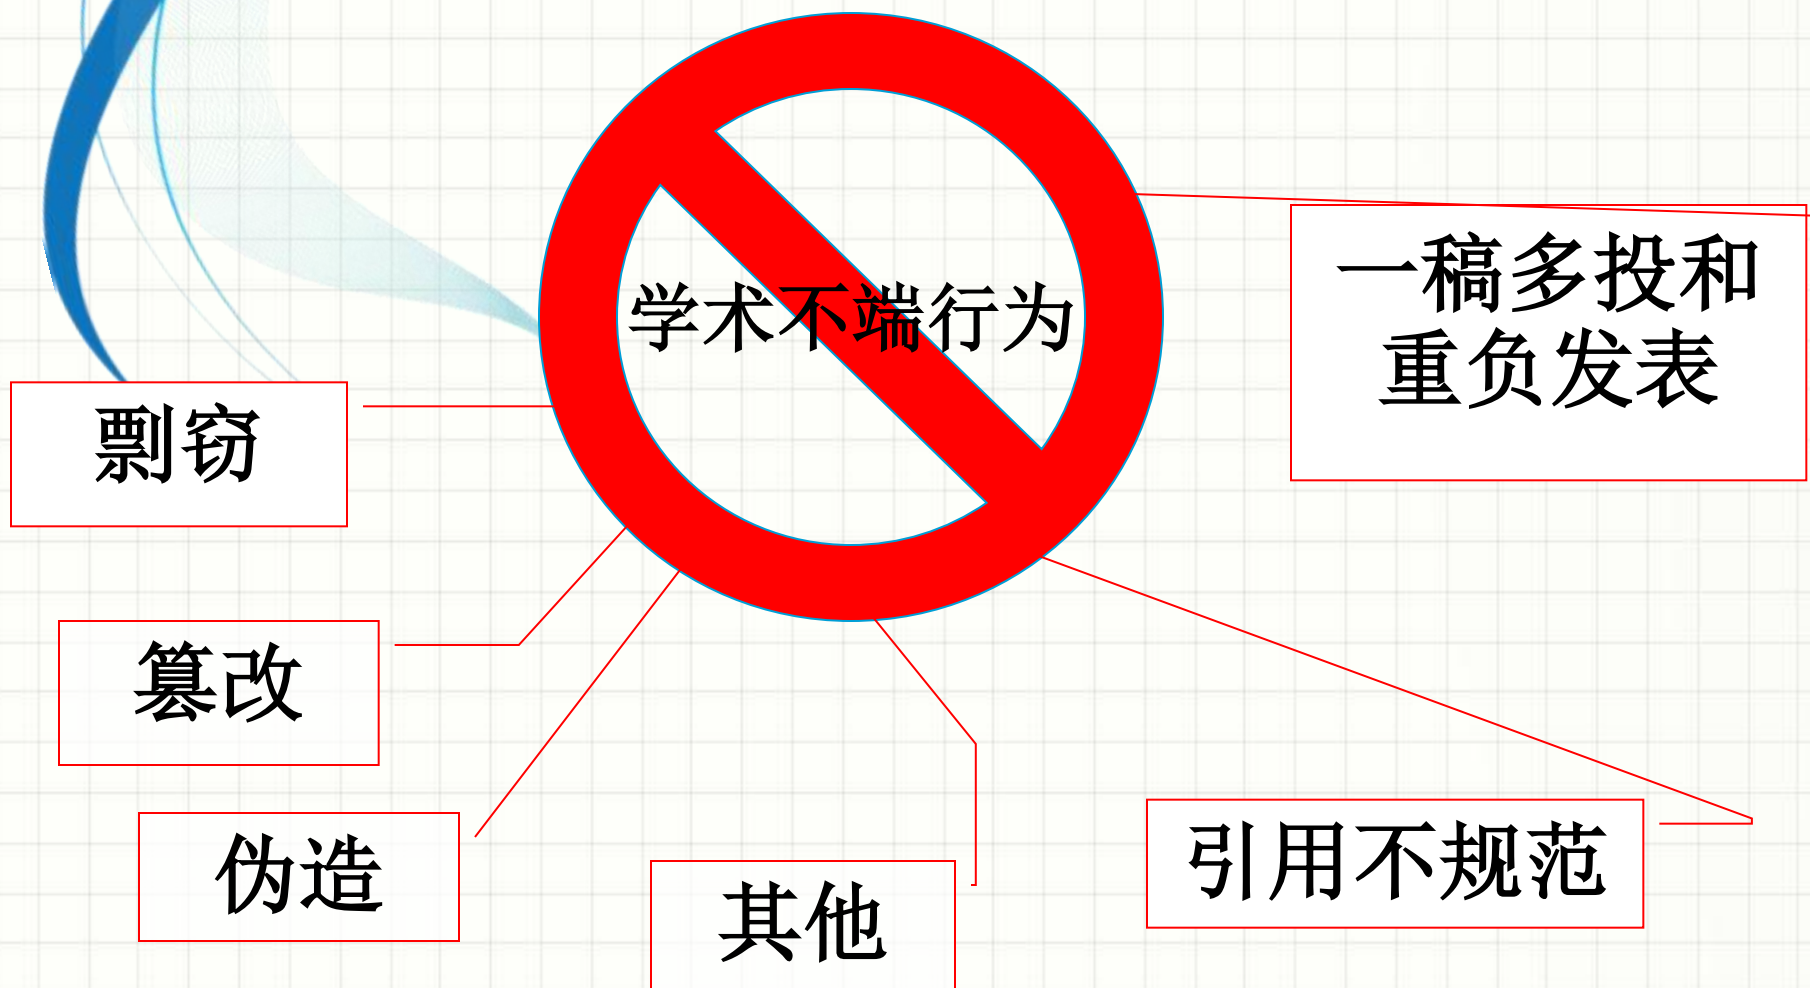 学术不端行为
一稿多投和
重负发表
剽窃
篡改
伪造
其他
引用不规范